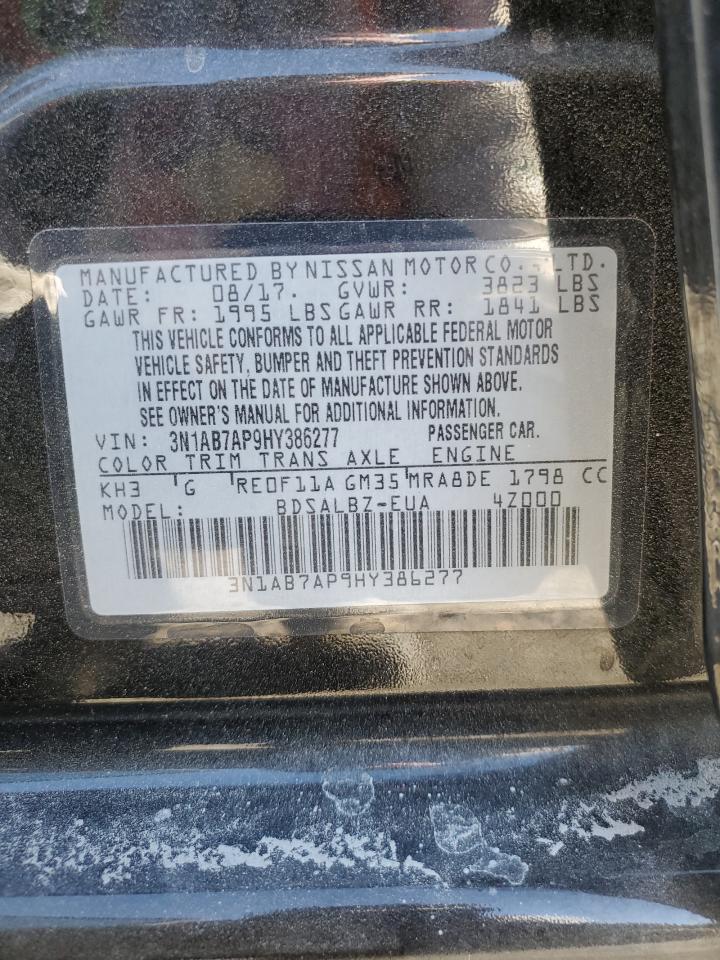 MANUFACTURED BY NISSAN MOTOR CO., LTD.
DATE: 08/17. GVWR: 3823 LBS
GAWR FR: 1995 LBS GAWR RR: 1841 LBS
THIS VEHICLE CONFORMS TO ALL APPLICABLE FEDERAL MOTOR
VEHICLE SAFETY, BUMPER AND THEFT PREVENTION STANDARDS
IN EFFECT ON THE DATE OF MANUFACTURE SHOWN ABOVE.
SEE OWNER'S MANUAL FOR ADDITIONAL INFORMATION.
VIN: 3N1AB7AP9HY386277 PASSENGER CAR.
COLOR TRIM TRANS AXLE ENGINE
KH3 G RE0F11A GM35 MRA8DE 1798 CC
MODEL: BDSALBZ-EUA 4Z000
3N1AB7AP9HY386277